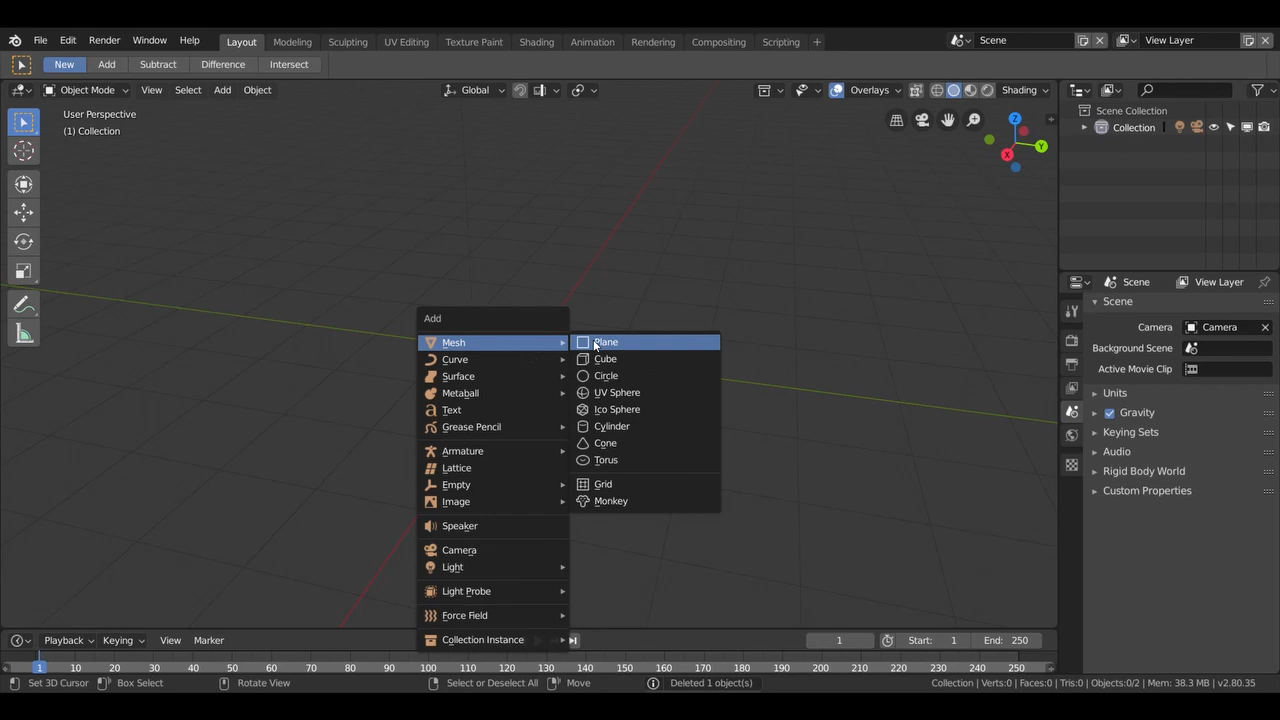 File Edit Render Window Help Layout Modeling Sculpting UV Editing Texture Paint Shading Animation Rendering Compositing Scripting + Scene View Layer
New Add Subtract Difference Intersect
Object Mode View Select Add Object Global Overlays Shading
User Perspective
(1) Collection
Z
Y
X
Scene Collection
Collection
Scene View Layer
Scene
Camera Camera
Background Scene
Active Movie Clip
Units
Gravity
Keying Sets
Audio
Rigid Body World
Custom Properties
Add
Mesh
Curve
Surface
Metaball
Text
Grease Pencil
Armature
Lattice
Empty
Image
Speaker
Camera
Light
Light Probe
Force Field
Collection Instance
Plane
Cube
Circle
UV Sphere
Ico Sphere
Cylinder
Cone
Torus
Grid
Monkey
Playback Keying View Marker 1 Start: 1 End: 250
1 10 20 30 40 50 60 70 80 90 100 110 120 130 140 150 160 170 180 190 200 210 220 230 240 250
Set 3D Cursor Box Select Rotate View Select or Deselect All Move Deleted 1 object(s) Collection | Verts:0 | Faces:0 | Tris:0 | Objects:0/2 | Mem: 38.3 MB | v2.80.35